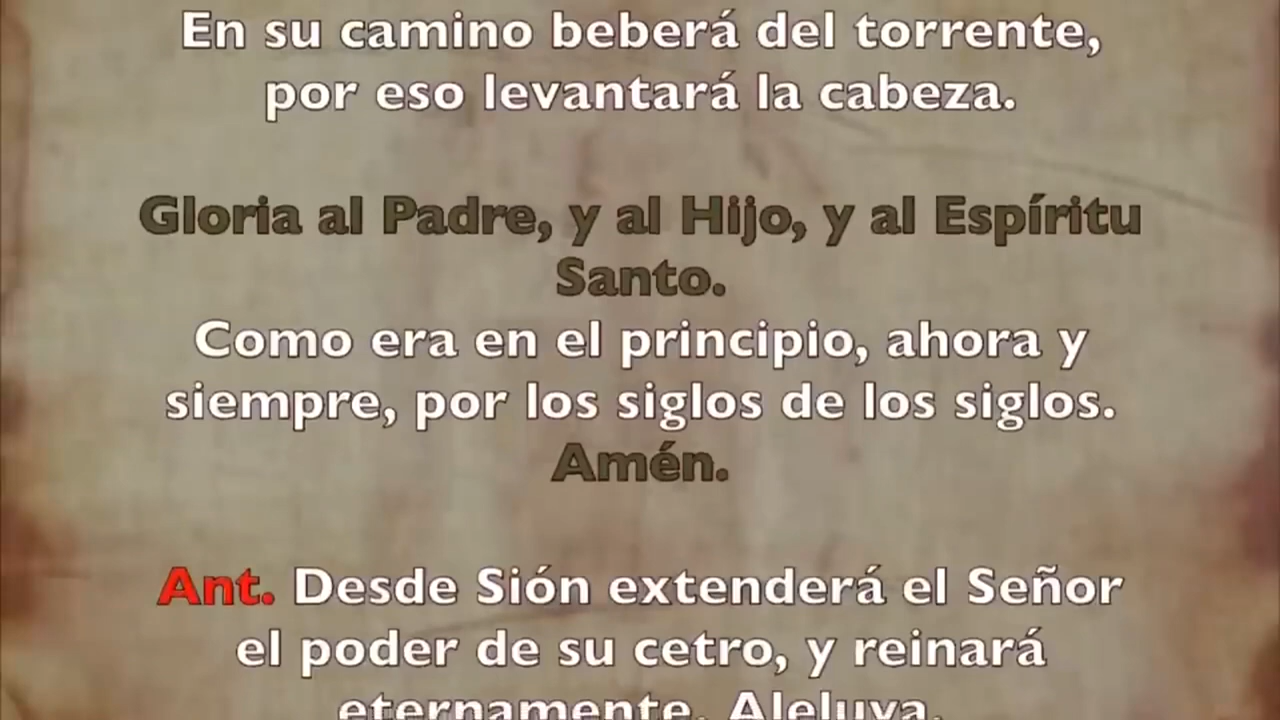 En su camino beberá del torrente,
por eso levantará la cabeza.
Gloria al Padre, y al Hijo, y al Espíritu
Santo.
Como era en el principio, ahora y
siempre, por los siglos de los siglos.
Amén.
Ant. Desde Sión extenderá el Señor
el poder de su cetro, y reinará
eternamente. Aleluya.